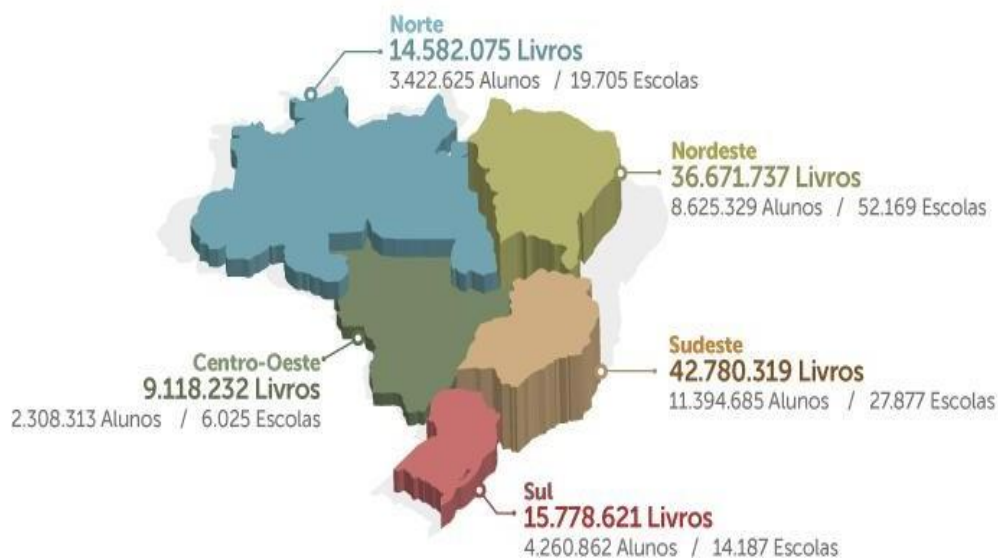 Norte
14.582.075 Livros
3.422.625 Alunos / 19.705 Escolas
Nordeste
36.671.737 Livros
8.625.329 Alunos / 52.169 Escolas
Sudeste
42.780.319 Livros
11.394.685 Alunos / 27.877 Escolas
Centro-Oeste
9.118.232 Livros
2.308.313 Alunos / 6.025 Escolas
Sul
15.778.621 Livros
4.260.862 Alunos / 14.187 Escolas